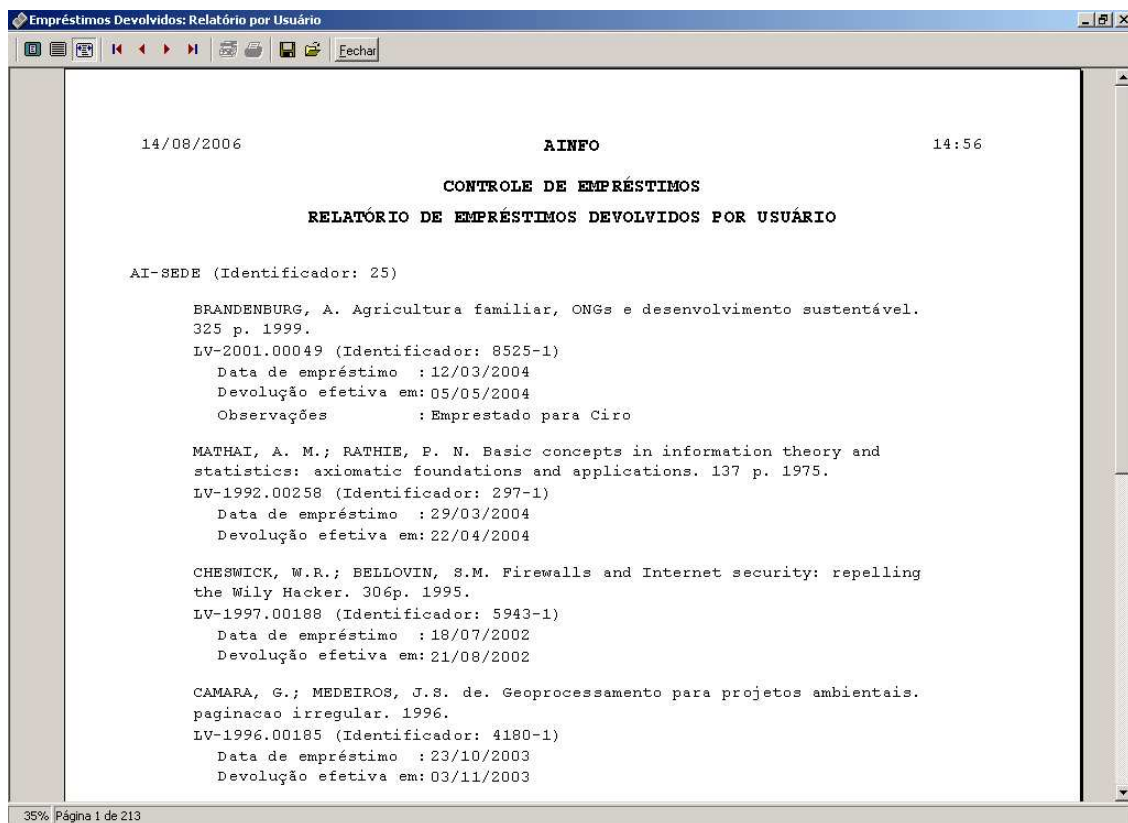 Empréstimos Devolvidos: Relatório por Usuário
Fechar
14/08/2006 AINFO 14:56
CONTROLE DE EMPRÉSTIMOS
RELATÓRIO DE EMPRÉSTIMOS DEVOLVIDOS POR USUÁRIO
AI-SEDE (Identificador: 25)
BRANDENBURG, A. Agricultura familiar, ONGs e desenvolvimento sustentável.
325 p. 1999.
LV-2001.00049 (Identificador: 8525-1)
Data de empréstimo : 12/03/2004
Devolução efetiva em: 05/05/2004
Observações : Emprestado para Ciro
MATHAI, A. M.; RATHIE, P. N. Basic concepts in information theory and
statistics: axiomatic foundations and applications. 137 p. 1975.
LV-1992.00258 (Identificador: 297-1)
Data de empréstimo : 29/03/2004
Devolução efetiva em: 22/04/2004
CHESWICK, W.R.; BELLOVIN, S.M. Firewalls and Internet security: repelling
the Wily Hacker. 306p. 1995.
LV-1997.00188 (Identificador: 5943-1)
Data de empréstimo : 18/07/2002
Devolução efetiva em: 21/08/2002
CAMARA, G.; MEDEIROS, J.S. de. Geoprocessamento para projetos ambientais.
paginacao irregular. 1996.
LV-1996.00185 (Identificador: 4180-1)
Data de empréstimo : 23/10/2003
Devolução efetiva em: 03/11/2003
35% Página 1 de 213